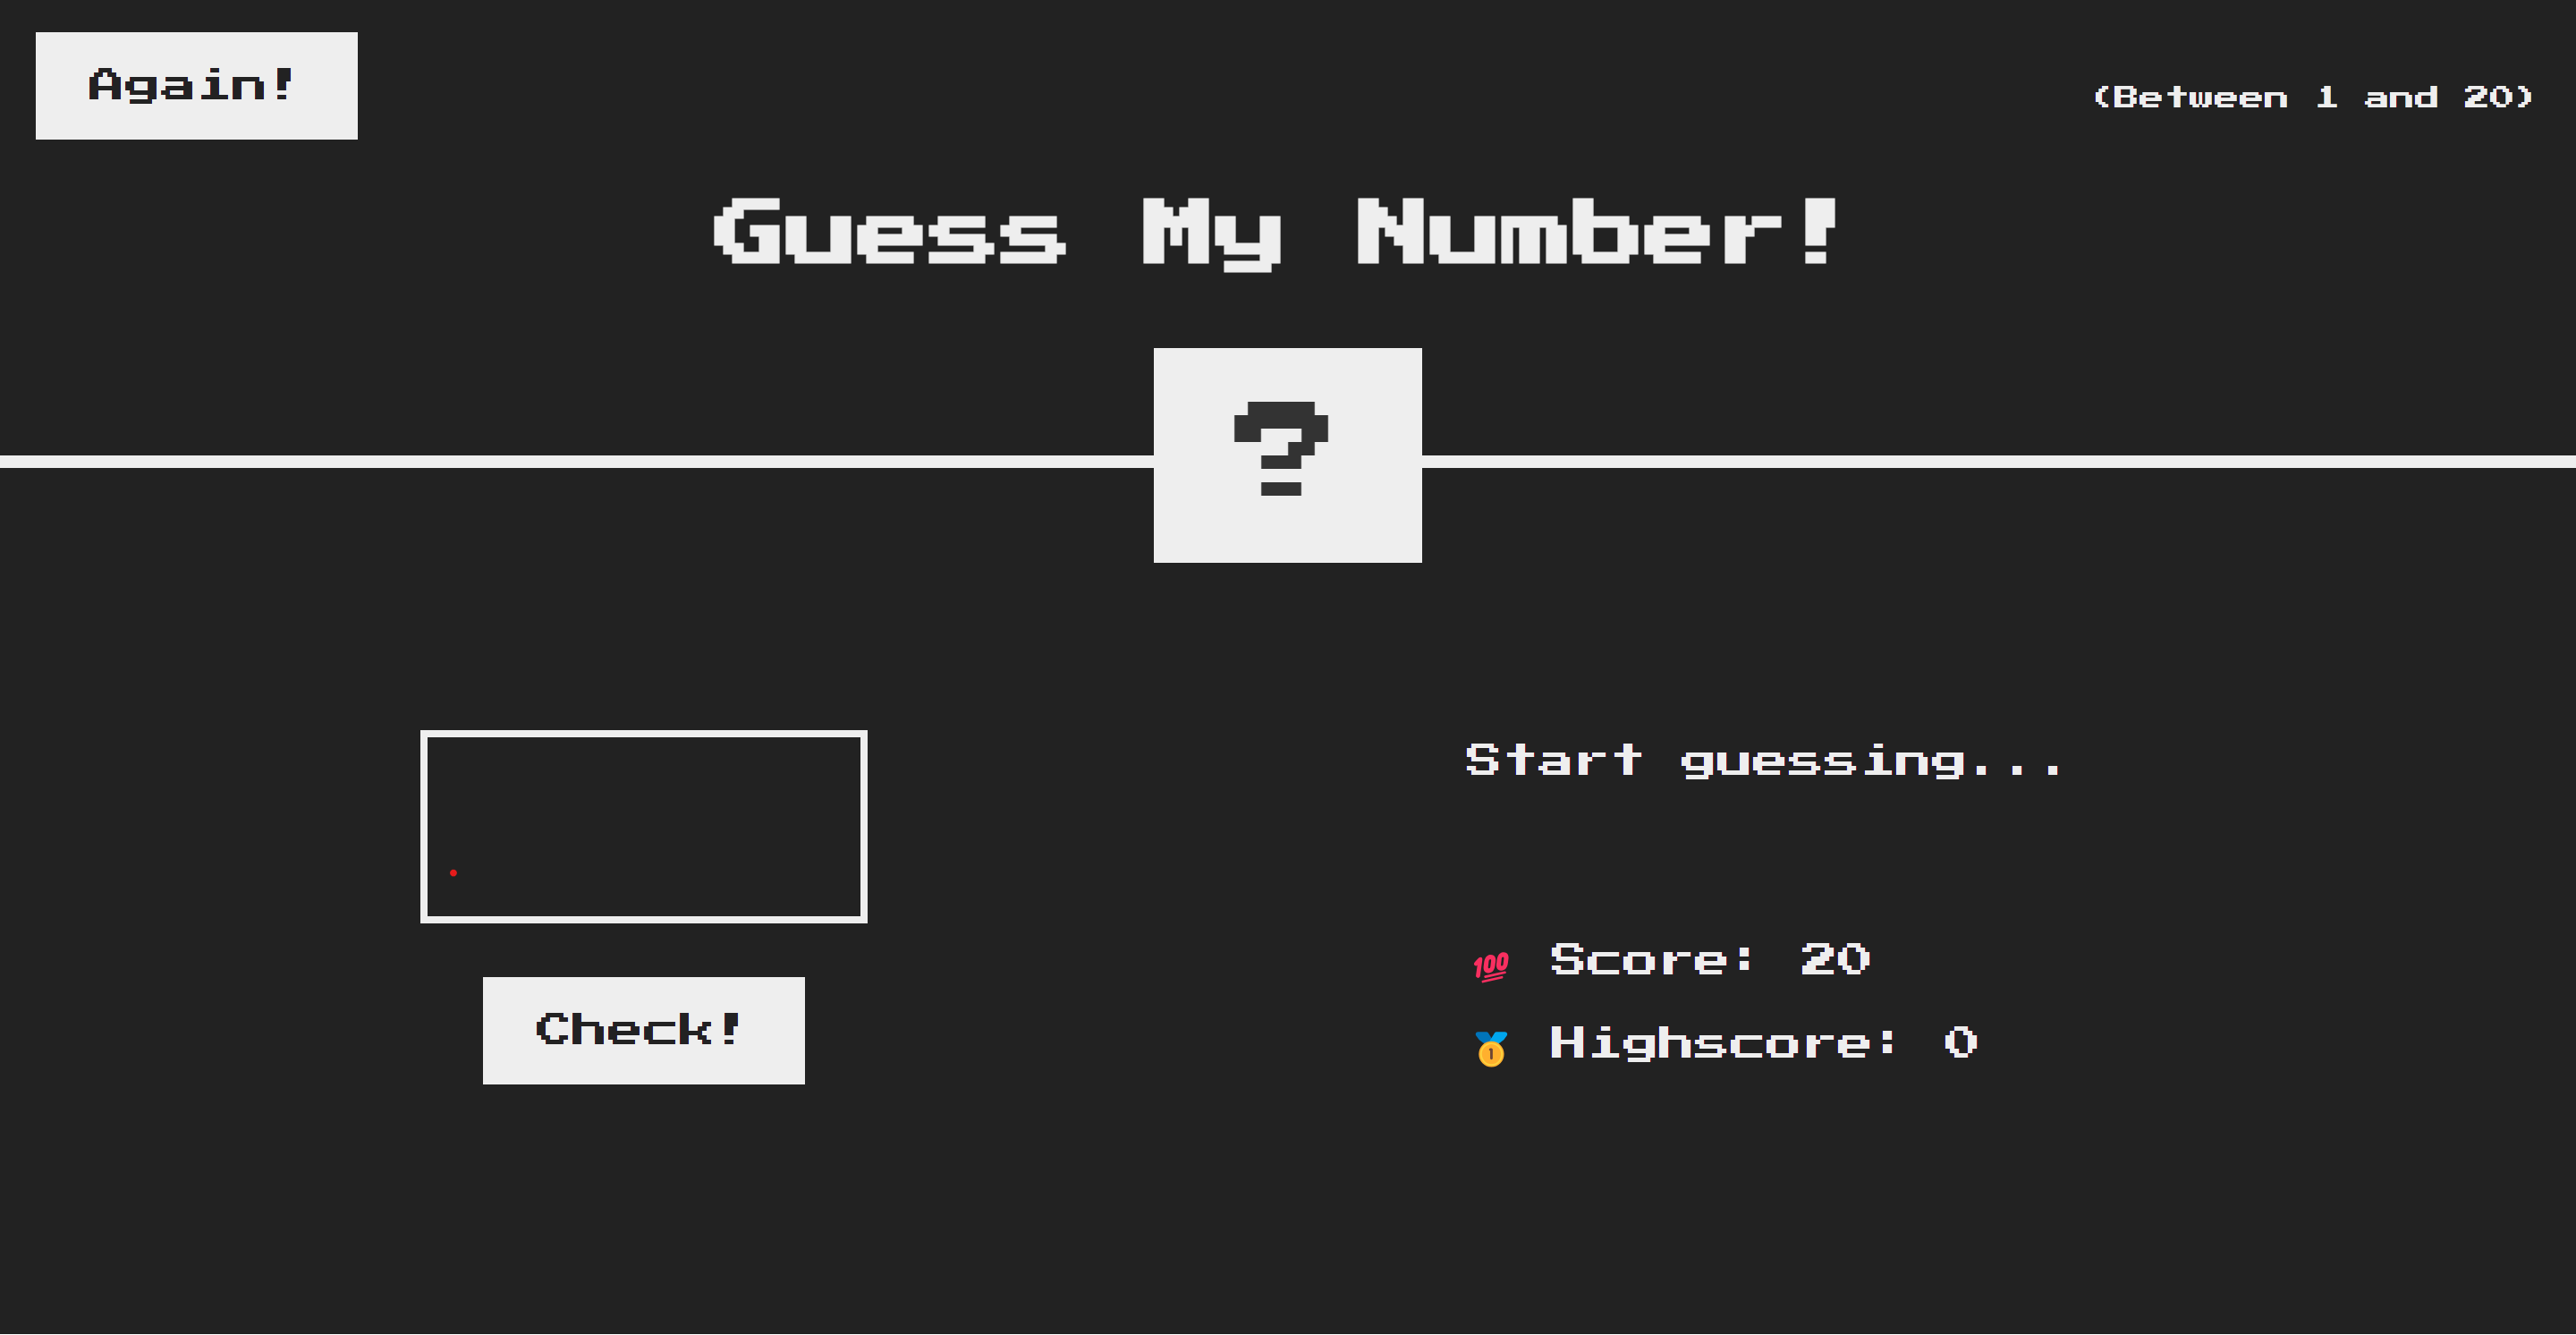 Again!
(Between 1 and 20)
Guess My Number!
?
Start guessing...
💯 Score: 20
🥇 Highscore: 0
Check!